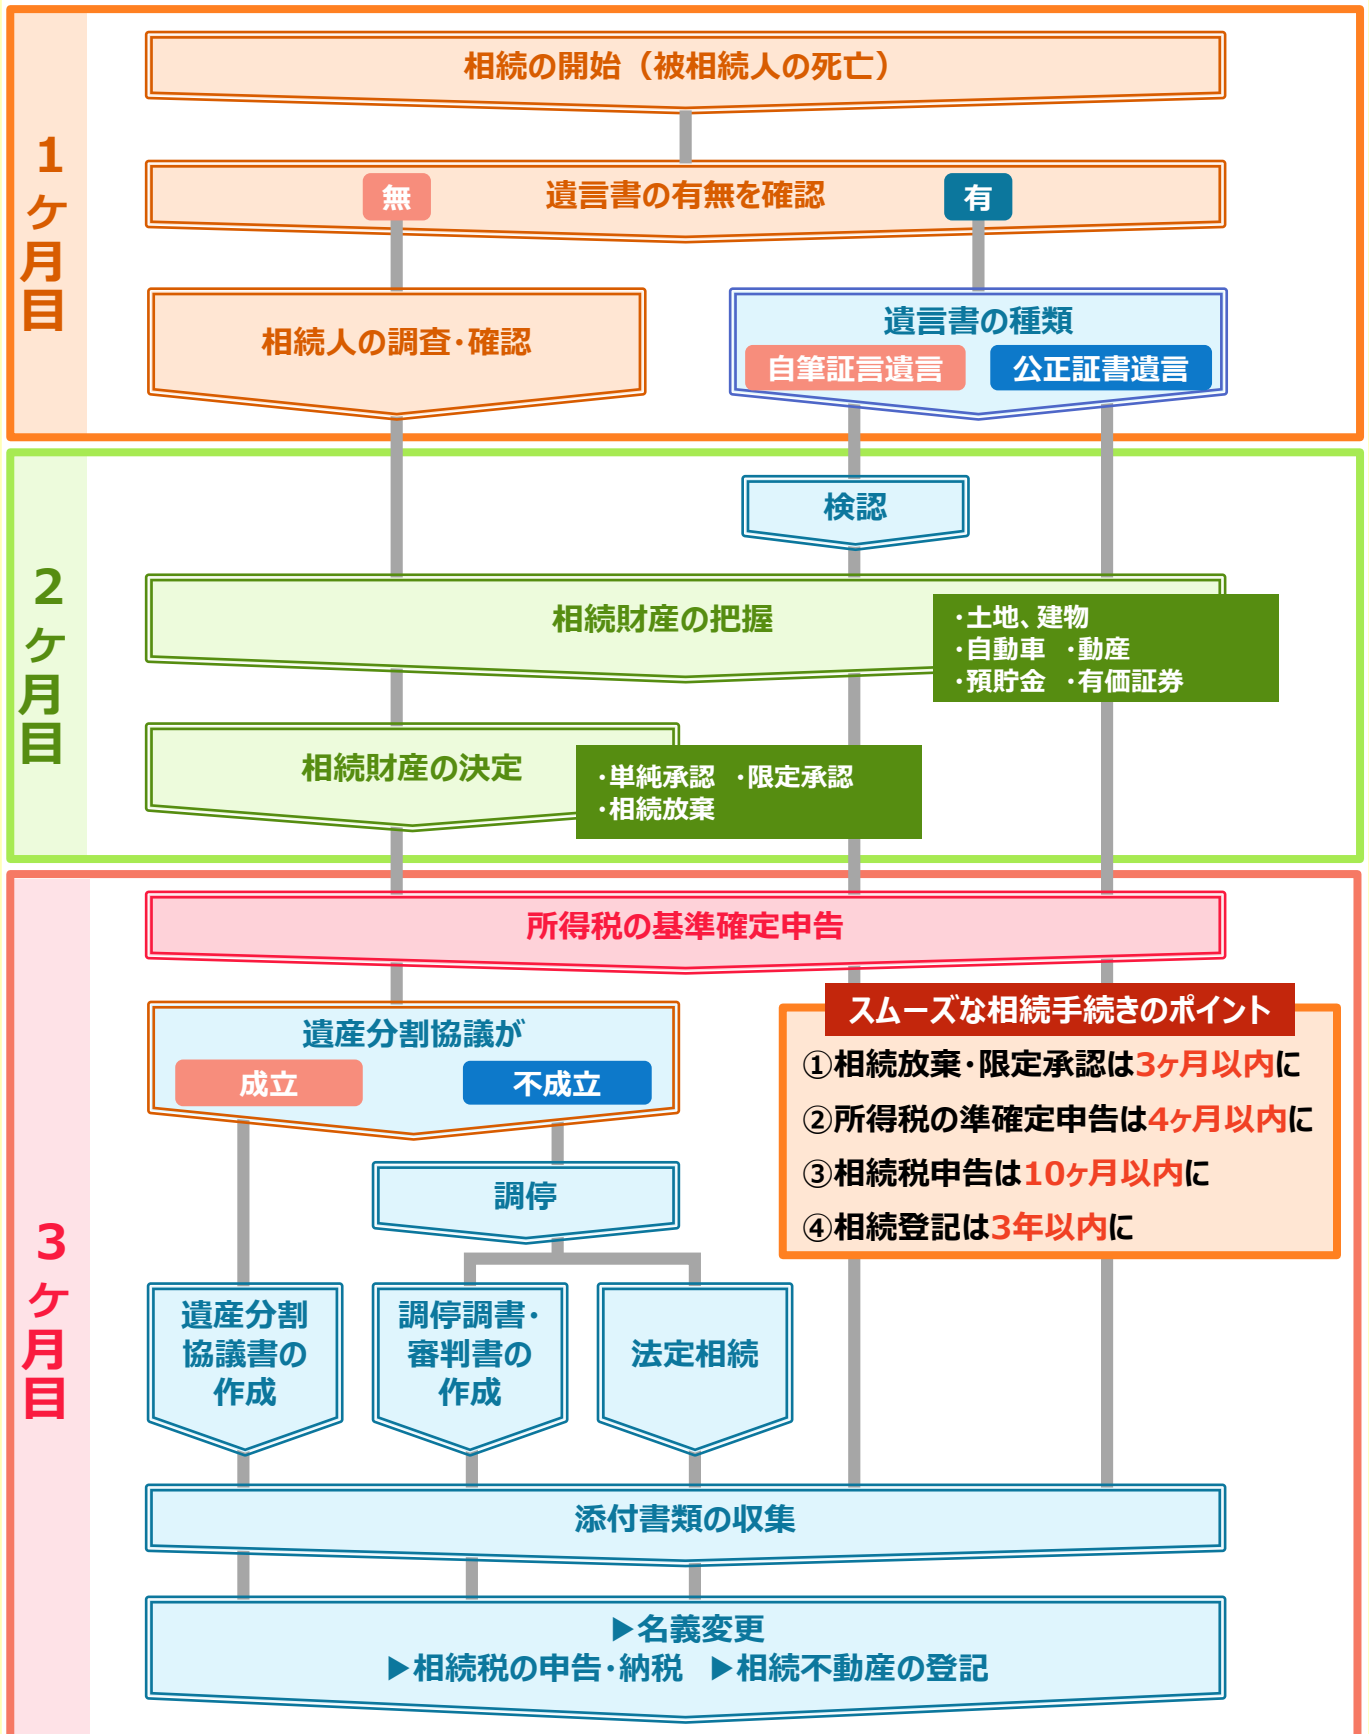 1ヶ月目
相続の開始（被相続人の死亡）
無
遺言書の有無を確認
有
相続人の調査・確認
遺言書の種類
自筆証言遺言
公正証書遺言
2ヶ月目
検認
相続財産の把握
・土地、建物
・自動車　・動産
・預貯金　・有価証券
相続財産の決定
・単純承認　・限定承認
・相続放棄
3ヶ月目
所得税の基準確定申告
遺産分割協議が
成立
不成立
調停
遺産分割
協議書の
作成
調停調書・
審判書の
作成
法定相続
スムーズな相続手続きのポイント
①相続放棄・限定承認は3ヶ月以内に
②所得税の準確定申告は4ヶ月以内に
③相続税申告は10ヶ月以内に
④相続登記は3年以内に
添付書類の収集
▶名義変更
▶相続税の申告・納税　▶相続不動産の登記